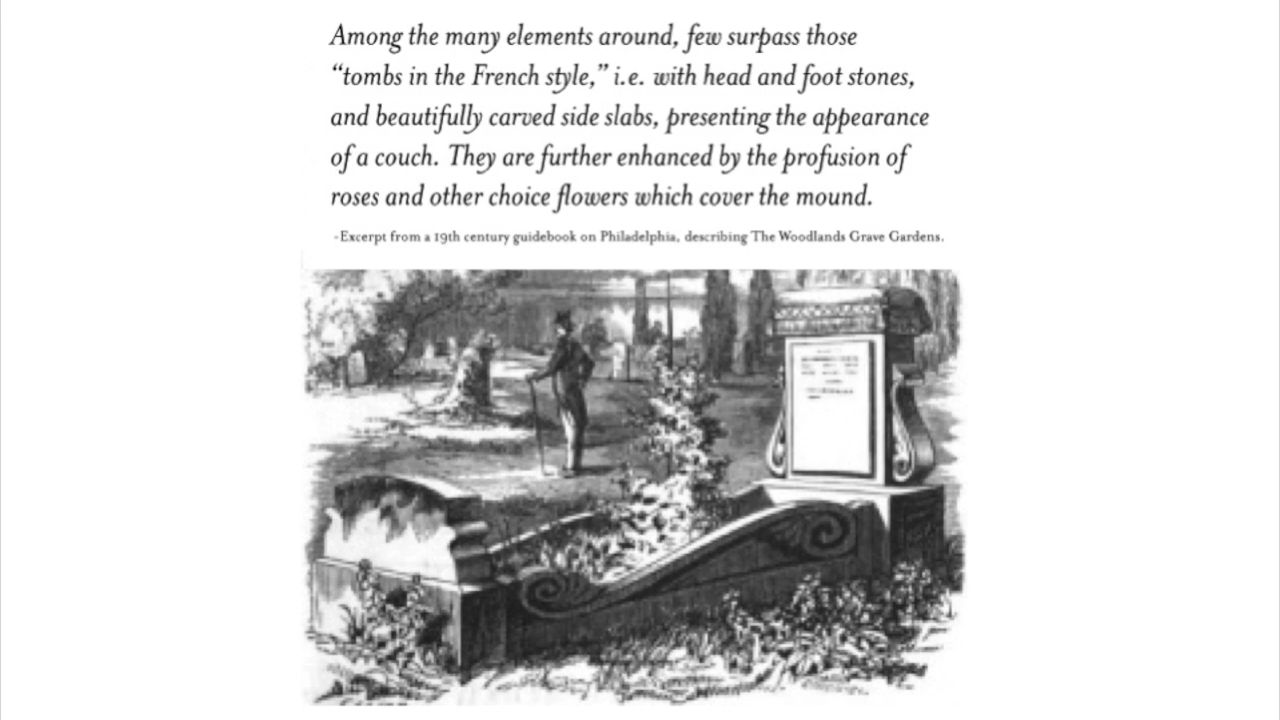 Among the many elements around, few surpass those
“tombs in the French style,” i.e. with head and foot stones,
and beautifully carved side slabs, presenting the appearance
of a couch. They are further enhanced by the profusion of
roses and other choice flowers which cover the mound.
-Excerpt from a 19th century guidebook on Philadelphia, describing The Woodlands Grave Gardens.